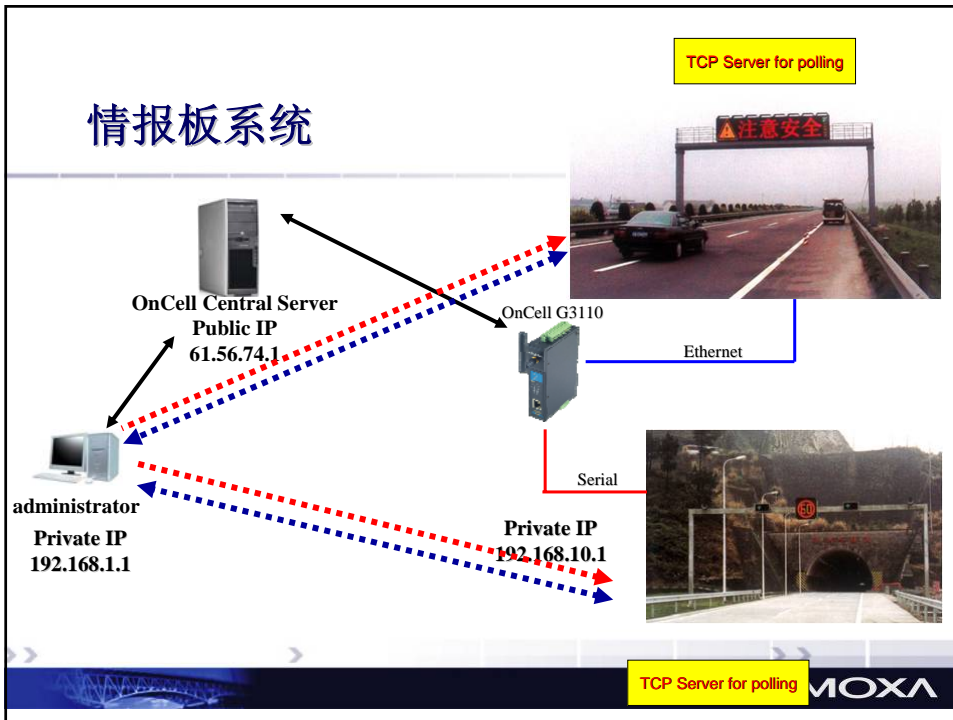 TCP Server for polling
情报板系统
注意安全
OnCell Central Server
Public IP
61.56.74.1
OnCell G3110
Ethernet
Serial
60
administrator
Private IP
192.168.1.1
Private IP
192.168.10.1
TCP Server for polling
MOXA